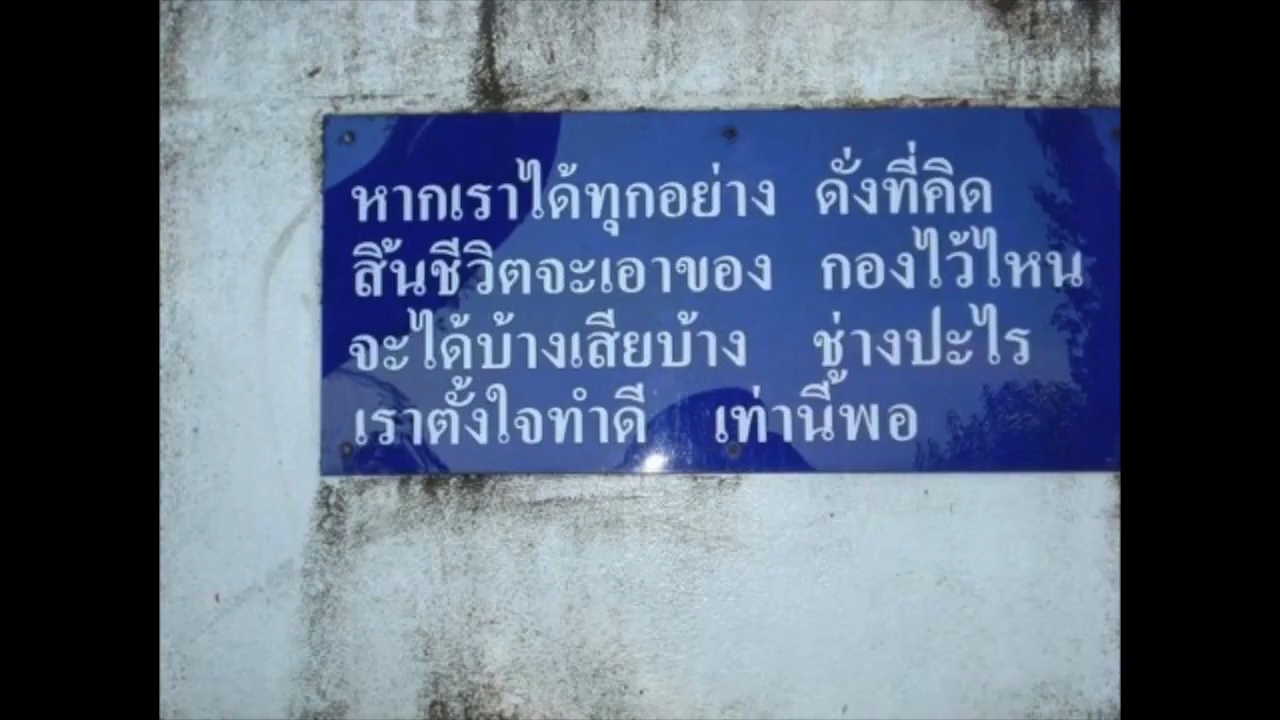 หากเราได้ทุกอย่าง ดั่งที่คิด
สิ้นชีวิตจะเอาของ กองไว้ไหน
จะได้บ้างเสียบ้าง ช่างปะไร
เราตั้งใจทำดี เท่านี้พอ